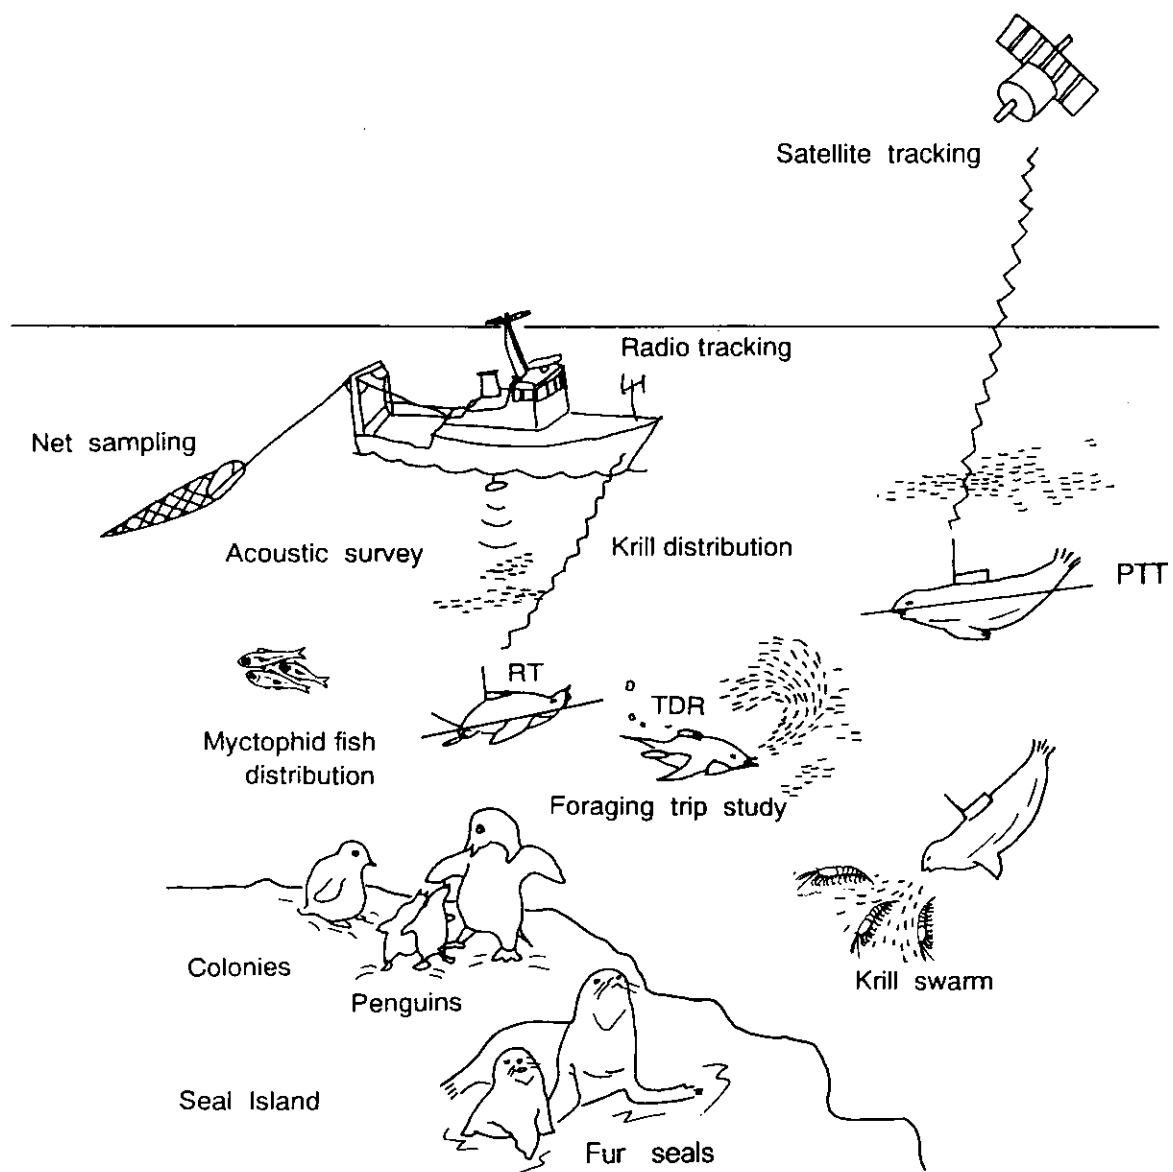 Satellite tracking
Radio tracking
Net sampling
Acoustic survey
Krill distribution
PTT
RT
TDR
Myctophid fish
distribution
Foraging trip study
Colonies
Penguins
Krill swarm
Seal Island
Fur seals